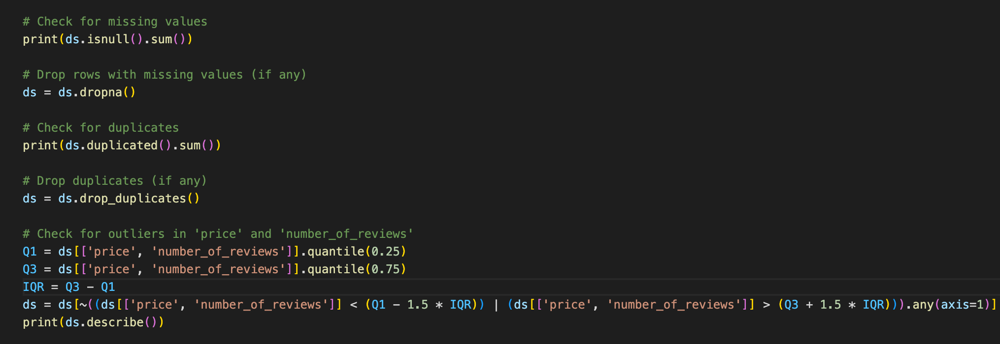 # Check for missing values
print(ds.isnull().sum())
# Drop rows with missing values (if any)
ds = ds.dropna()
# Check for duplicates
print(ds.duplicated().sum())
# Drop duplicates (if any)
ds = ds.drop_duplicates()
# Check for outliers in 'price' and 'number_of_reviews'
Q1 = ds[['price', 'number_of_reviews']].quantile(0.25)
Q3 = ds[['price', 'number_of_reviews']].quantile(0.75)
IQR = Q3 - Q1
ds = ds[~((ds[['price', 'number_of_reviews']] < (Q1 - 1.5 * IQR)) | (ds[['price', 'number_of_reviews']] > (Q3 + 1.5 * IQR))).any(axis=1)]
print(ds.describe())